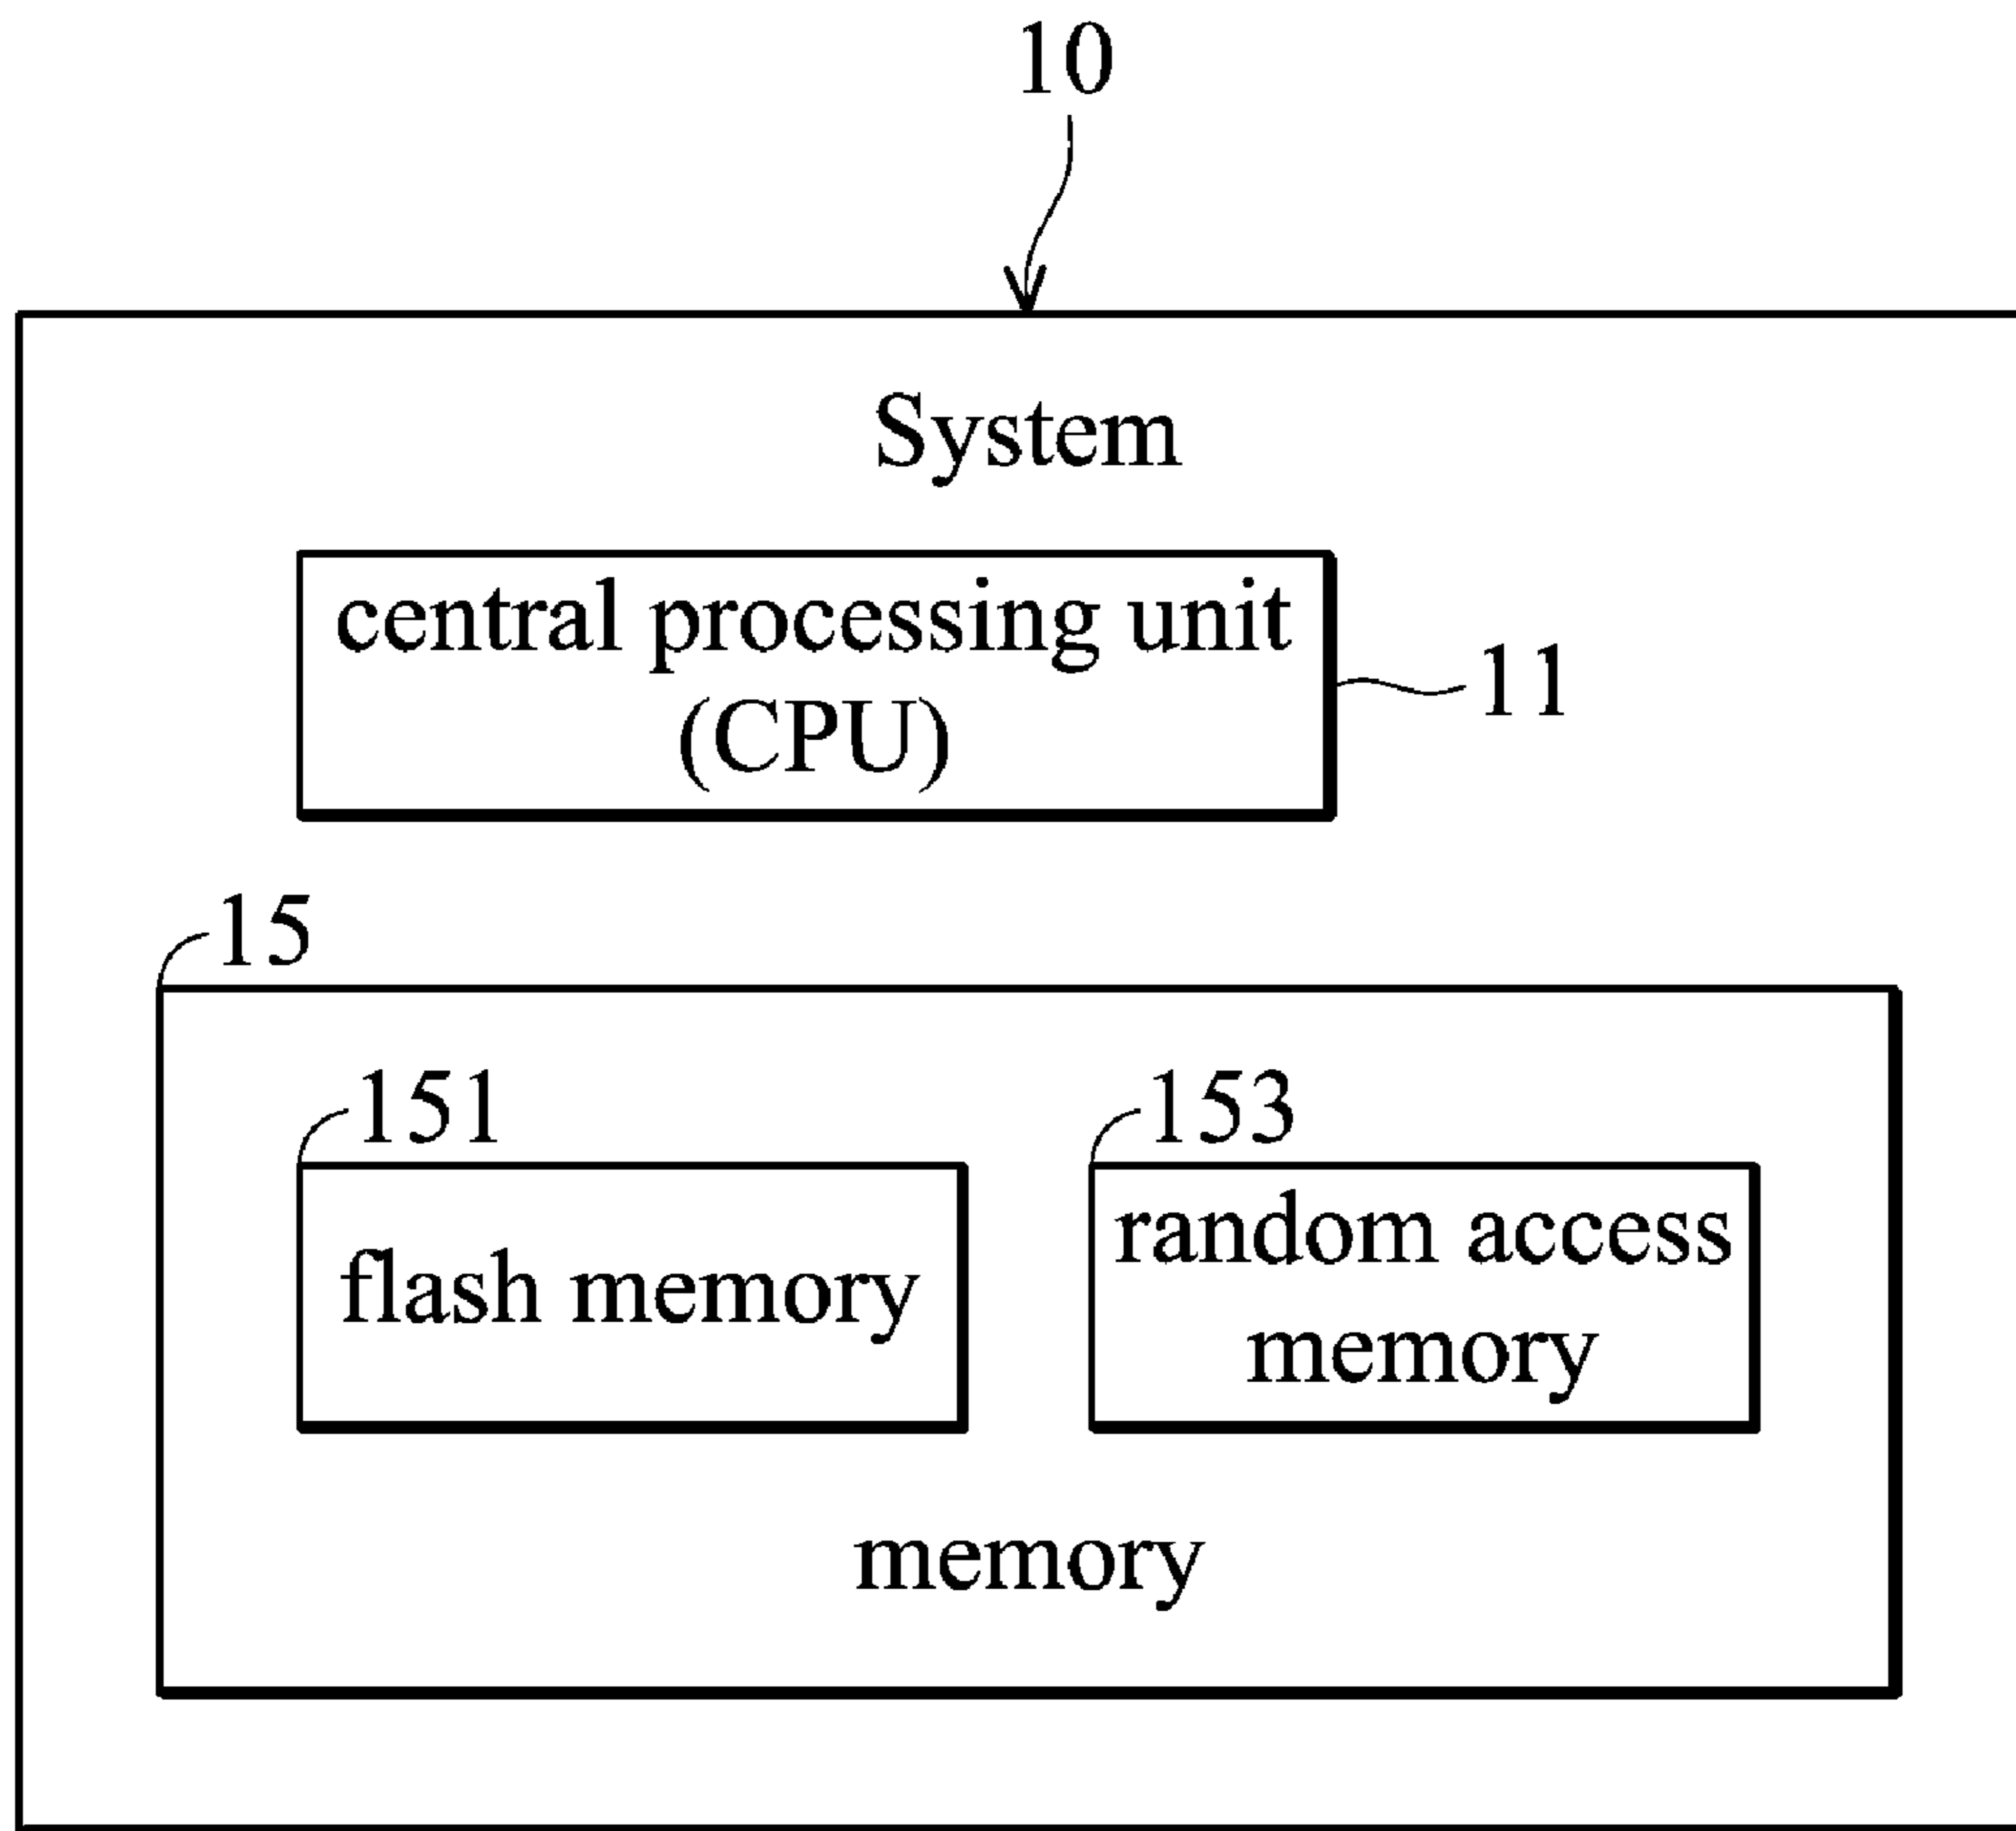 10
System
central processing unit
(CPU)
11
15
151
153
flash memory
random access
memory
memory